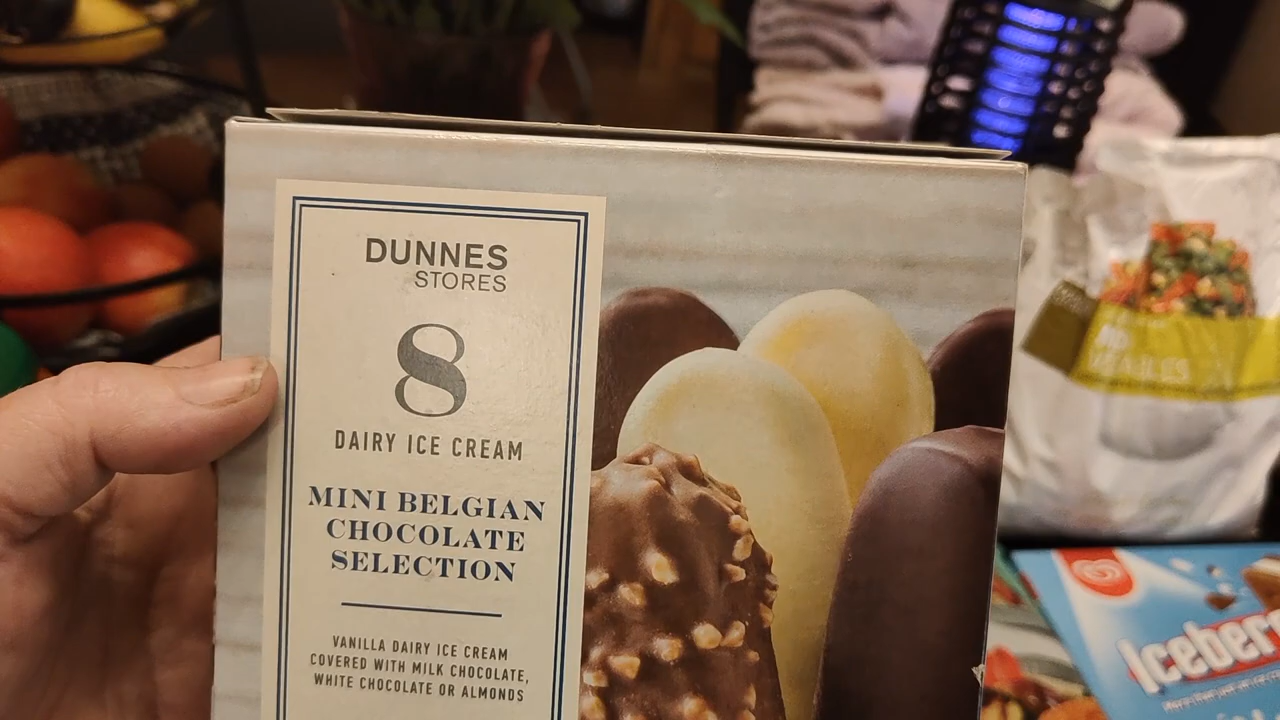 DUNNES
STORES
8
DAIRY ICE CREAM
MINI BELGIAN
CHOCOLATE
SELECTION
VANILLA DAIRY ICE CREAM
COVERED WITH MILK CHOCOLATE,
WHITE CHOCOLATE OR ALMONDS
Iceber